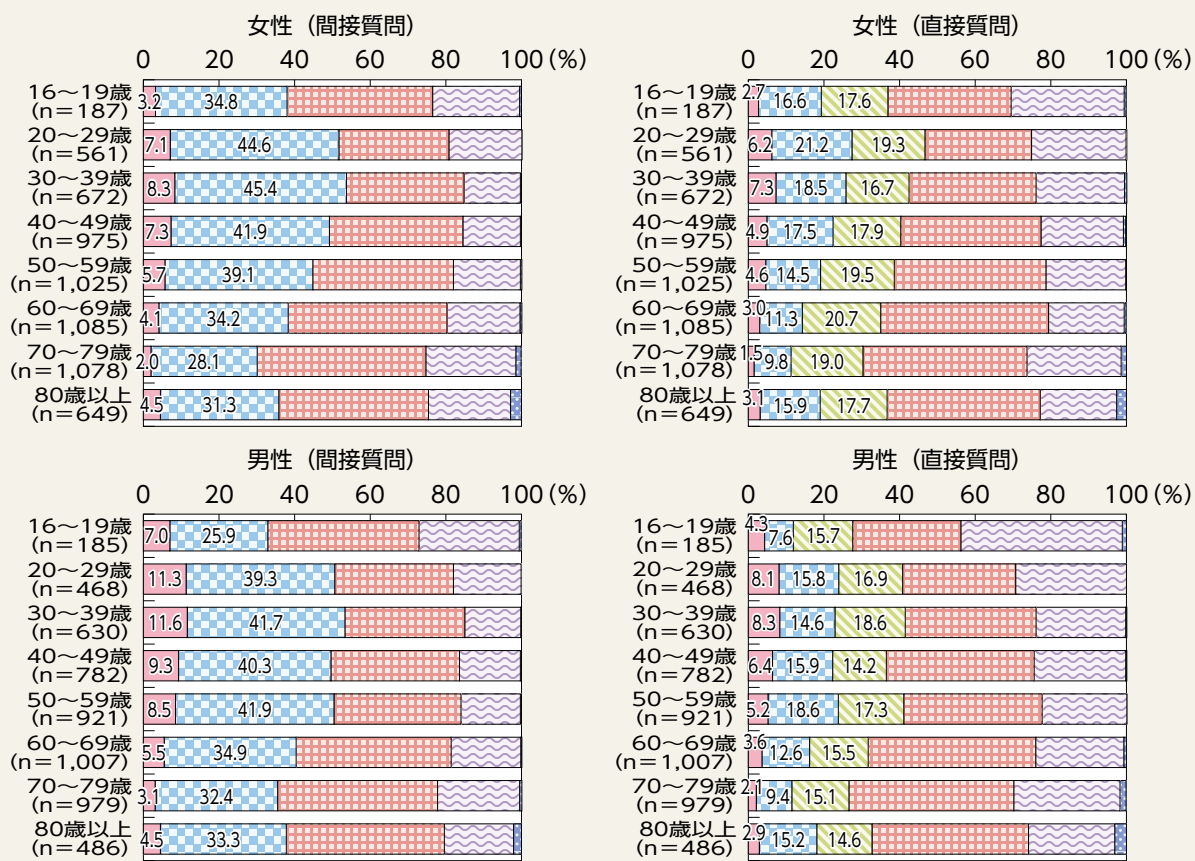 女性（間接質問）
0 20 40 60 80 100（%）
16～19歳
（n＝187）
3.2 34.8
20～29歳
（n＝561）
7.1 44.6
30～39歳
（n＝672）
8.3 45.4
40～49歳
（n＝975）
7.3 41.9
50～59歳
（n＝1,025）
5.7 39.1
60～69歳
（n＝1,085）
4.1 34.2
70～79歳
（n＝1,078）
2.0 28.1
80歳以上
（n＝649）
4.5 31.3
女性（直接質問）
0 20 40 60 80 100（%）
16～19歳
（n＝187）
2.7 16.6 17.6
20～29歳
（n＝561）
6.2 21.2 19.3
30～39歳
（n＝672）
7.3 18.5 16.7
40～49歳
（n＝975）
4.9 17.5 17.9
50～59歳
（n＝1,025）
4.6 14.5 19.5
60～69歳
（n＝1,085）
3.0 11.3 20.7
70～79歳
（n＝1,078）
1.5 9.8 19.0
80歳以上
（n＝649）
3.1 15.9 17.7
男性（間接質問）
0 20 40 60 80 100（%）
16～19歳
（n＝185）
7.0 25.9
20～29歳
（n＝468）
11.3 39.3
30～39歳
（n＝630）
11.6 41.7
40～49歳
（n＝782）
9.3 40.3
50～59歳
（n＝921）
8.5 41.9
60～69歳
（n＝1,007）
5.5 34.9
70～79歳
（n＝979）
3.1 32.4
80歳以上
（n＝486）
4.5 33.3
男性（直接質問）
0 20 40 60 80 100（%）
16～19歳
（n＝185）
4.3 7.6 15.7
20～29歳
（n＝468）
8.1 15.8 16.9
30～39歳
（n＝630）
8.3 14.6 18.6
40～49歳
（n＝782）
6.4 15.9 14.2
50～59歳
（n＝921）
5.2 18.6 17.3
60～69歳
（n＝1,007）
3.6 12.6 15.5
70～79歳
（n＝979）
2.1 9.4 15.1
80歳以上
（n＝486）
2.9 15.2 14.6